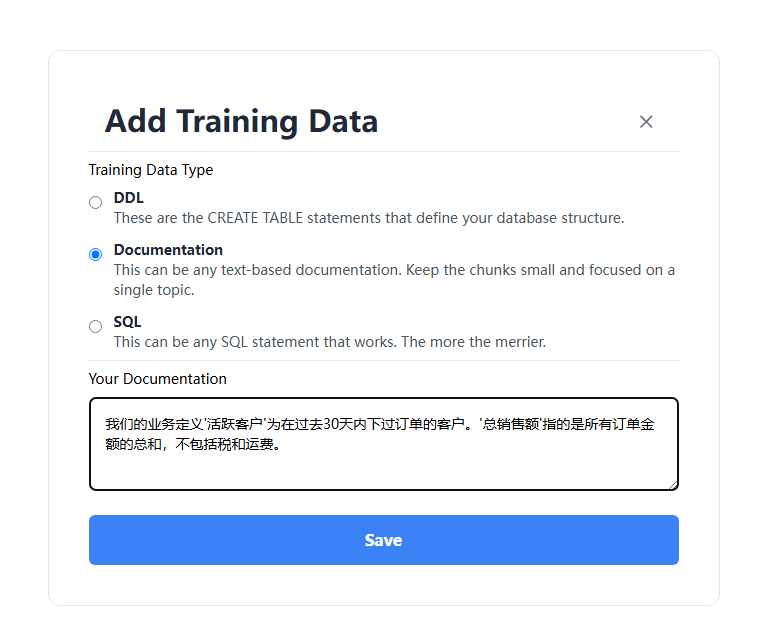 Add Training Data
Training Data Type
DDL
These are the CREATE TABLE statements that define your database structure.
Documentation
This can be any text-based documentation. Keep the chunks small and focused on a
single topic.
SQL
This can be any SQL statement that works. The more the merrier.
Your Documentation
我们的业务定义'活跃客户'为在过去30天内下过订单的客户。'总销售额'指的是所有订单金
额的总和，不包括税和运费。
Save